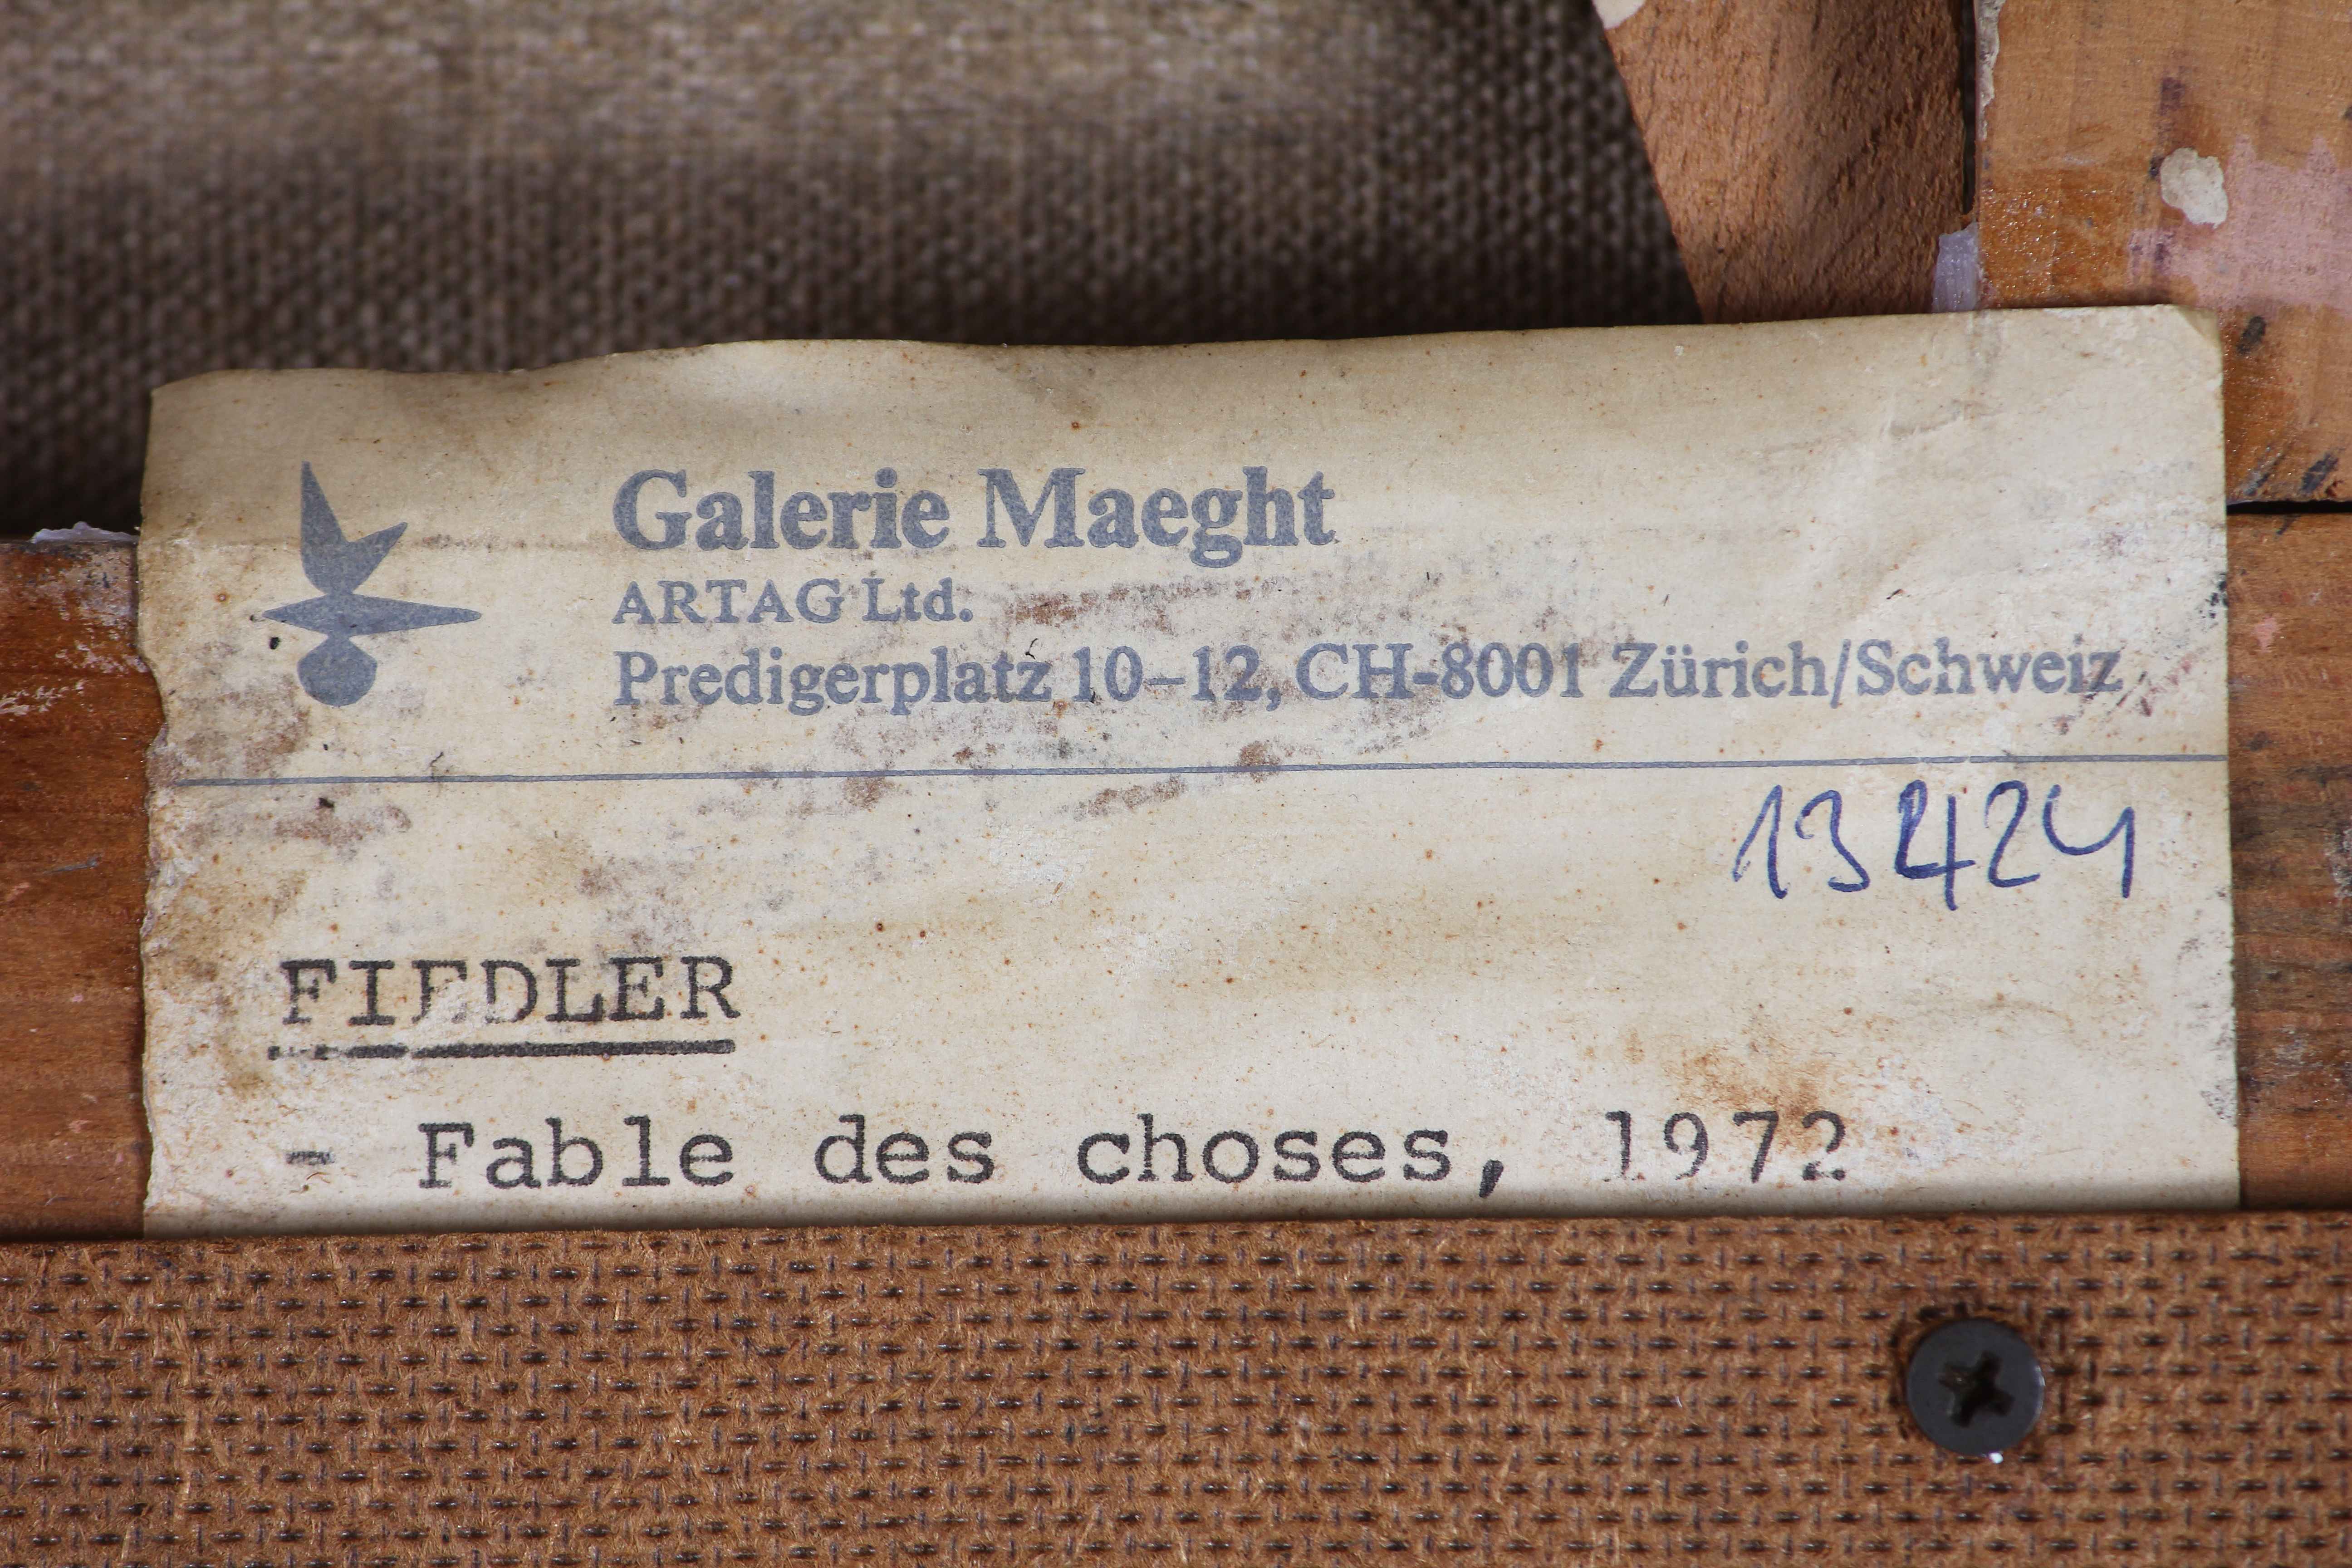 Galerie Maeght
ARTAG Ltd.
Predigerplatz 10–12, CH-8001 Zürich/Schweiz
13424
FIEDLER
- Fable des choses, 1972